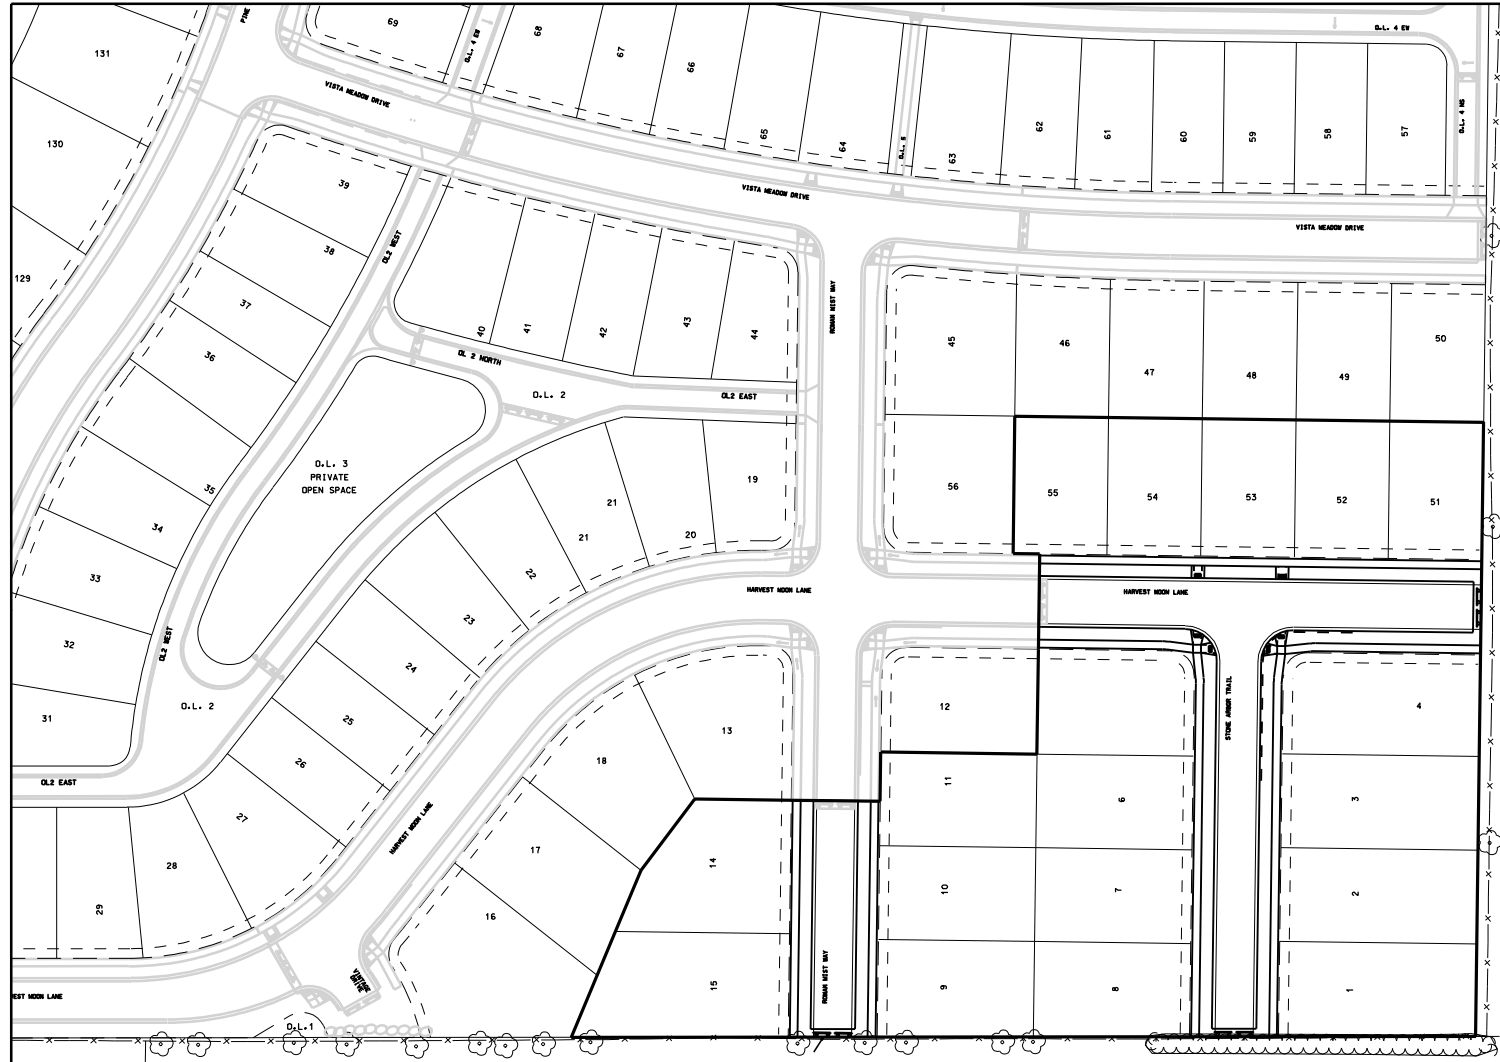 PINE
69
O.L. 4 EW
68
67
66
O.L. 4 EW
131
VISTA MEADOW DRIVE
65
64
O.L. 5
63
62
61
60
59
58
57
O.L. 4 NS
130
39
VISTA MEADOW DRIVE
VISTA MEADOW DRIVE
38
OL2 WEST
129
37
36
40
41
42
43
44
ROMAN MIST WAY
45
46
47
48
49
50
OL 2 NORTH
O.L. 2
OL2 EAST
O.L. 3
PRIVATE
OPEN SPACE
35
34
33
32
31
21
21
20
19
56
55
54
53
52
51
22
23
24
25
26
27
28
29
OL2 WEST
O.L. 2
OL2 EAST
HARVEST MOON LANE
HARVEST MOON LANE
12
13
18
17
16
14
15
11
10
9
6
7
8
STONE ARBOR TRAIL
4
3
2
1
HARVEST MOON LANE
ROMAN MIST WAY
VINTAGE
DRIVE
EST MOON LANE
O.L.1